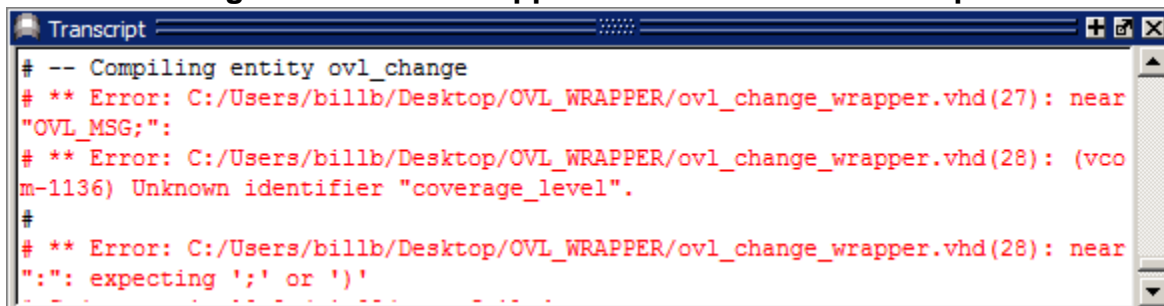 Transcript
# -- Compiling entity ovl_change
# ** Error: C:/Users/billb/Desktop/OVL_WRAPPER/ovl_change_wrapper.vhd(27): near
"OVL_MSG;":
# ** Error: C:/Users/billb/Desktop/OVL_WRAPPER/ovl_change_wrapper.vhd(28): (vco
m-1136) Unknown identifier "coverage_level".
#
# ** Error: C:/Users/billb/Desktop/OVL_WRAPPER/ovl_change_wrapper.vhd(28): near
":": expecting ';' or ')'